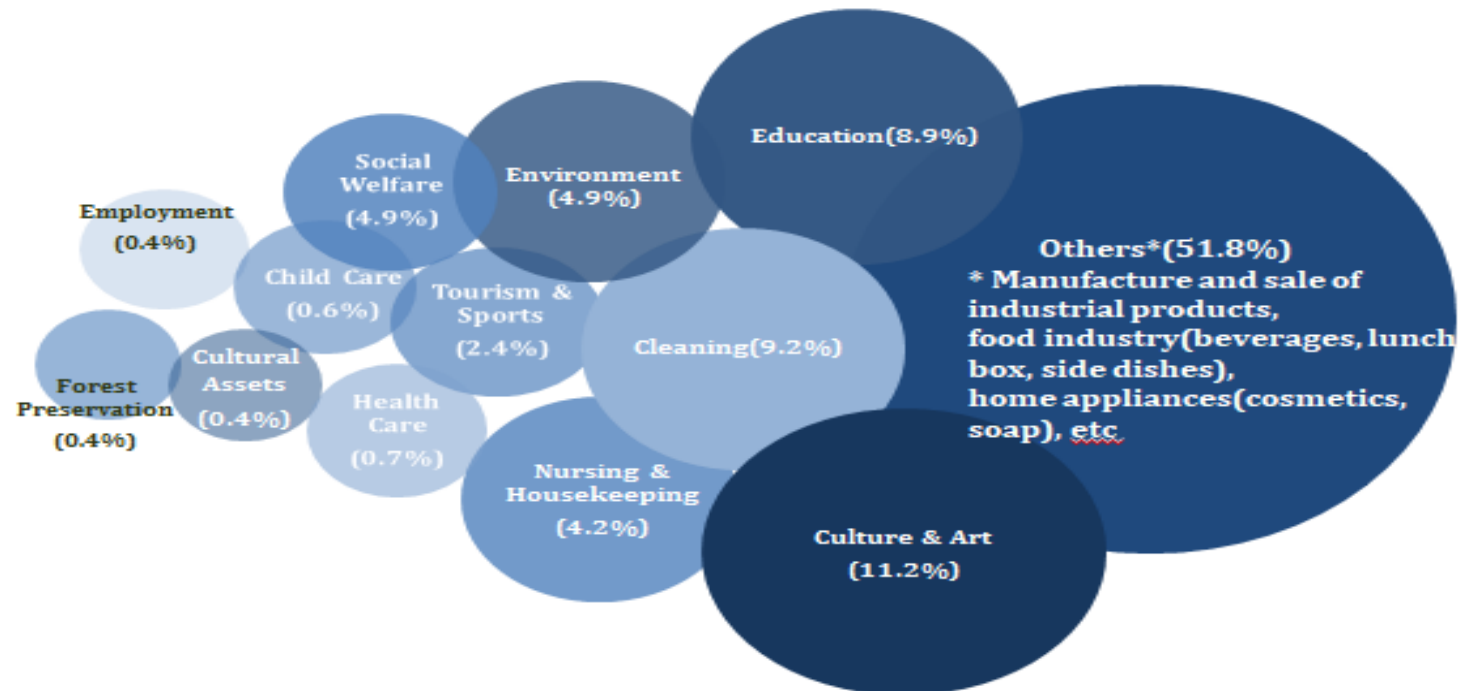 Education(8.9%)
Social
Welfare
(4.9%)
Environment
(4.9%)
Employment
(0.4%)
Others*(51.8%)
* Manufacture and sale of
industrial products,
food industry(beverages, lunch
box, side dishes),
home appliances(cosmetics,
soap), etc
Child Care
(0.6%)
Tourism &
Sports
(2.4%)
Cleaning(9.2%)
Cultural
Assets
(0.4%)
Forest
Preservation
(0.4%)
Health
Care
(0.7%)
Nursing &
Housekeeping
(4.2%)
Culture & Art
(11.2%)